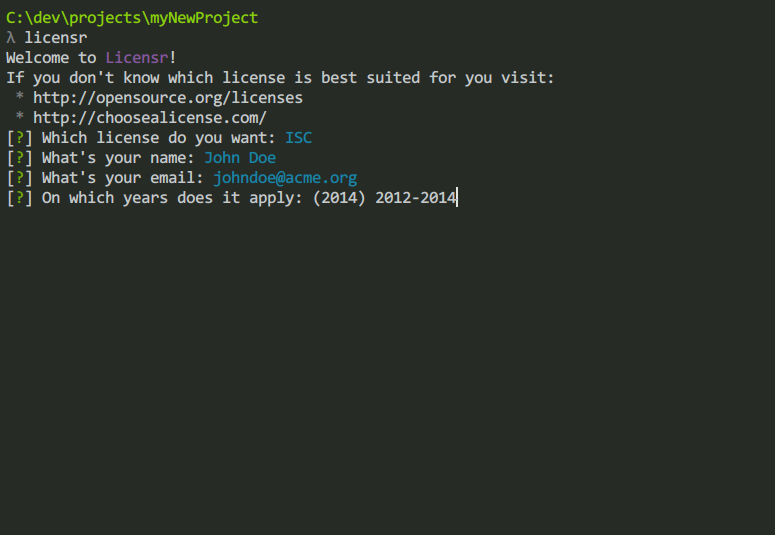 C:\dev\projects\myNewProject
λ licensr
Welcome to Licensr!
If you don't know which license is best suited for you visit:
 * http://opensource.org/licenses
 * http://choosealicense.com/
[?] Which license do you want: ISC
[?] What's your name: John Doe
[?] What's your email: johndoe@acme.org
[?] On which years does it apply: (2014) 2012-2014